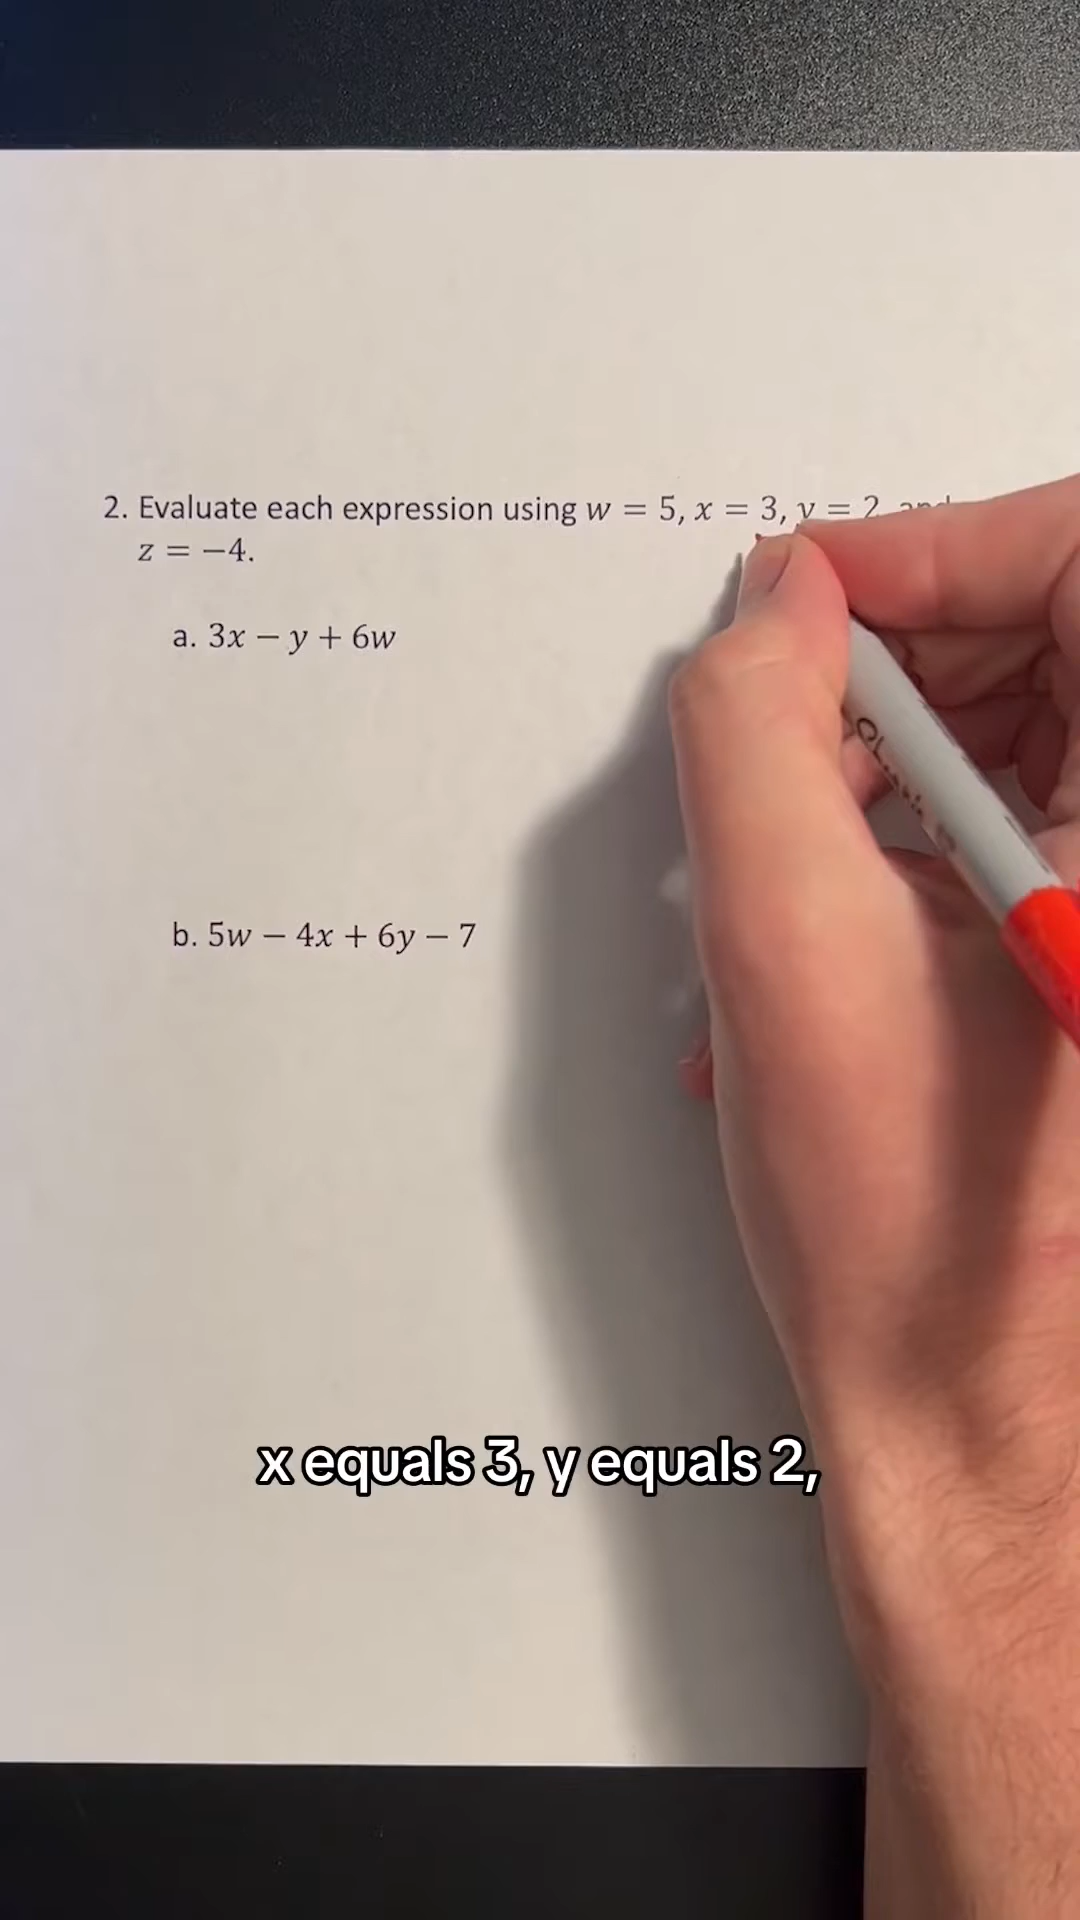 2. Evaluate each expression using w = 5, x = 3, y = 2, and
z = −4.
a. 3x − y + 6w
b. 5w − 4x + 6y − 7
x equals 3, y equals 2,